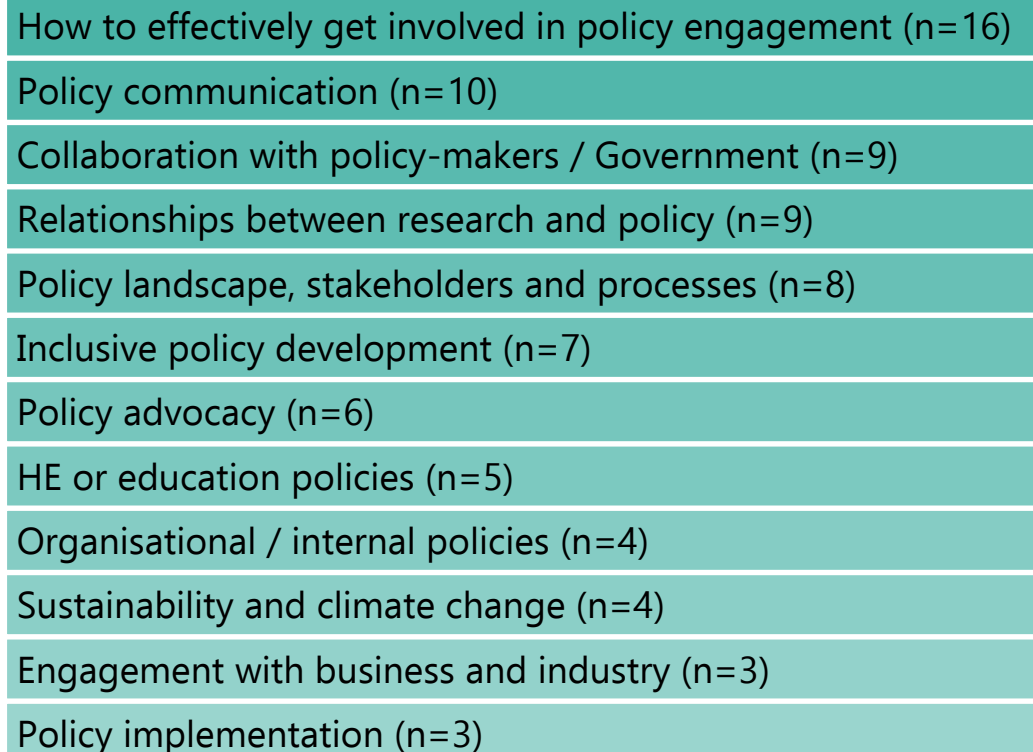 How to effectively get involved in policy engagement (n=16)
Policy communication (n=10)
Collaboration with policy-makers / Government (n=9)
Relationships between research and policy (n=9)
Policy landscape, stakeholders and processes (n=8)
Inclusive policy development (n=7)
Policy advocacy (n=6)
HE or education policies (n=5)
Organisational / internal policies (n=4)
Sustainability and climate change (n=4)
Engagement with business and industry (n=3)
Policy implementation (n=3)